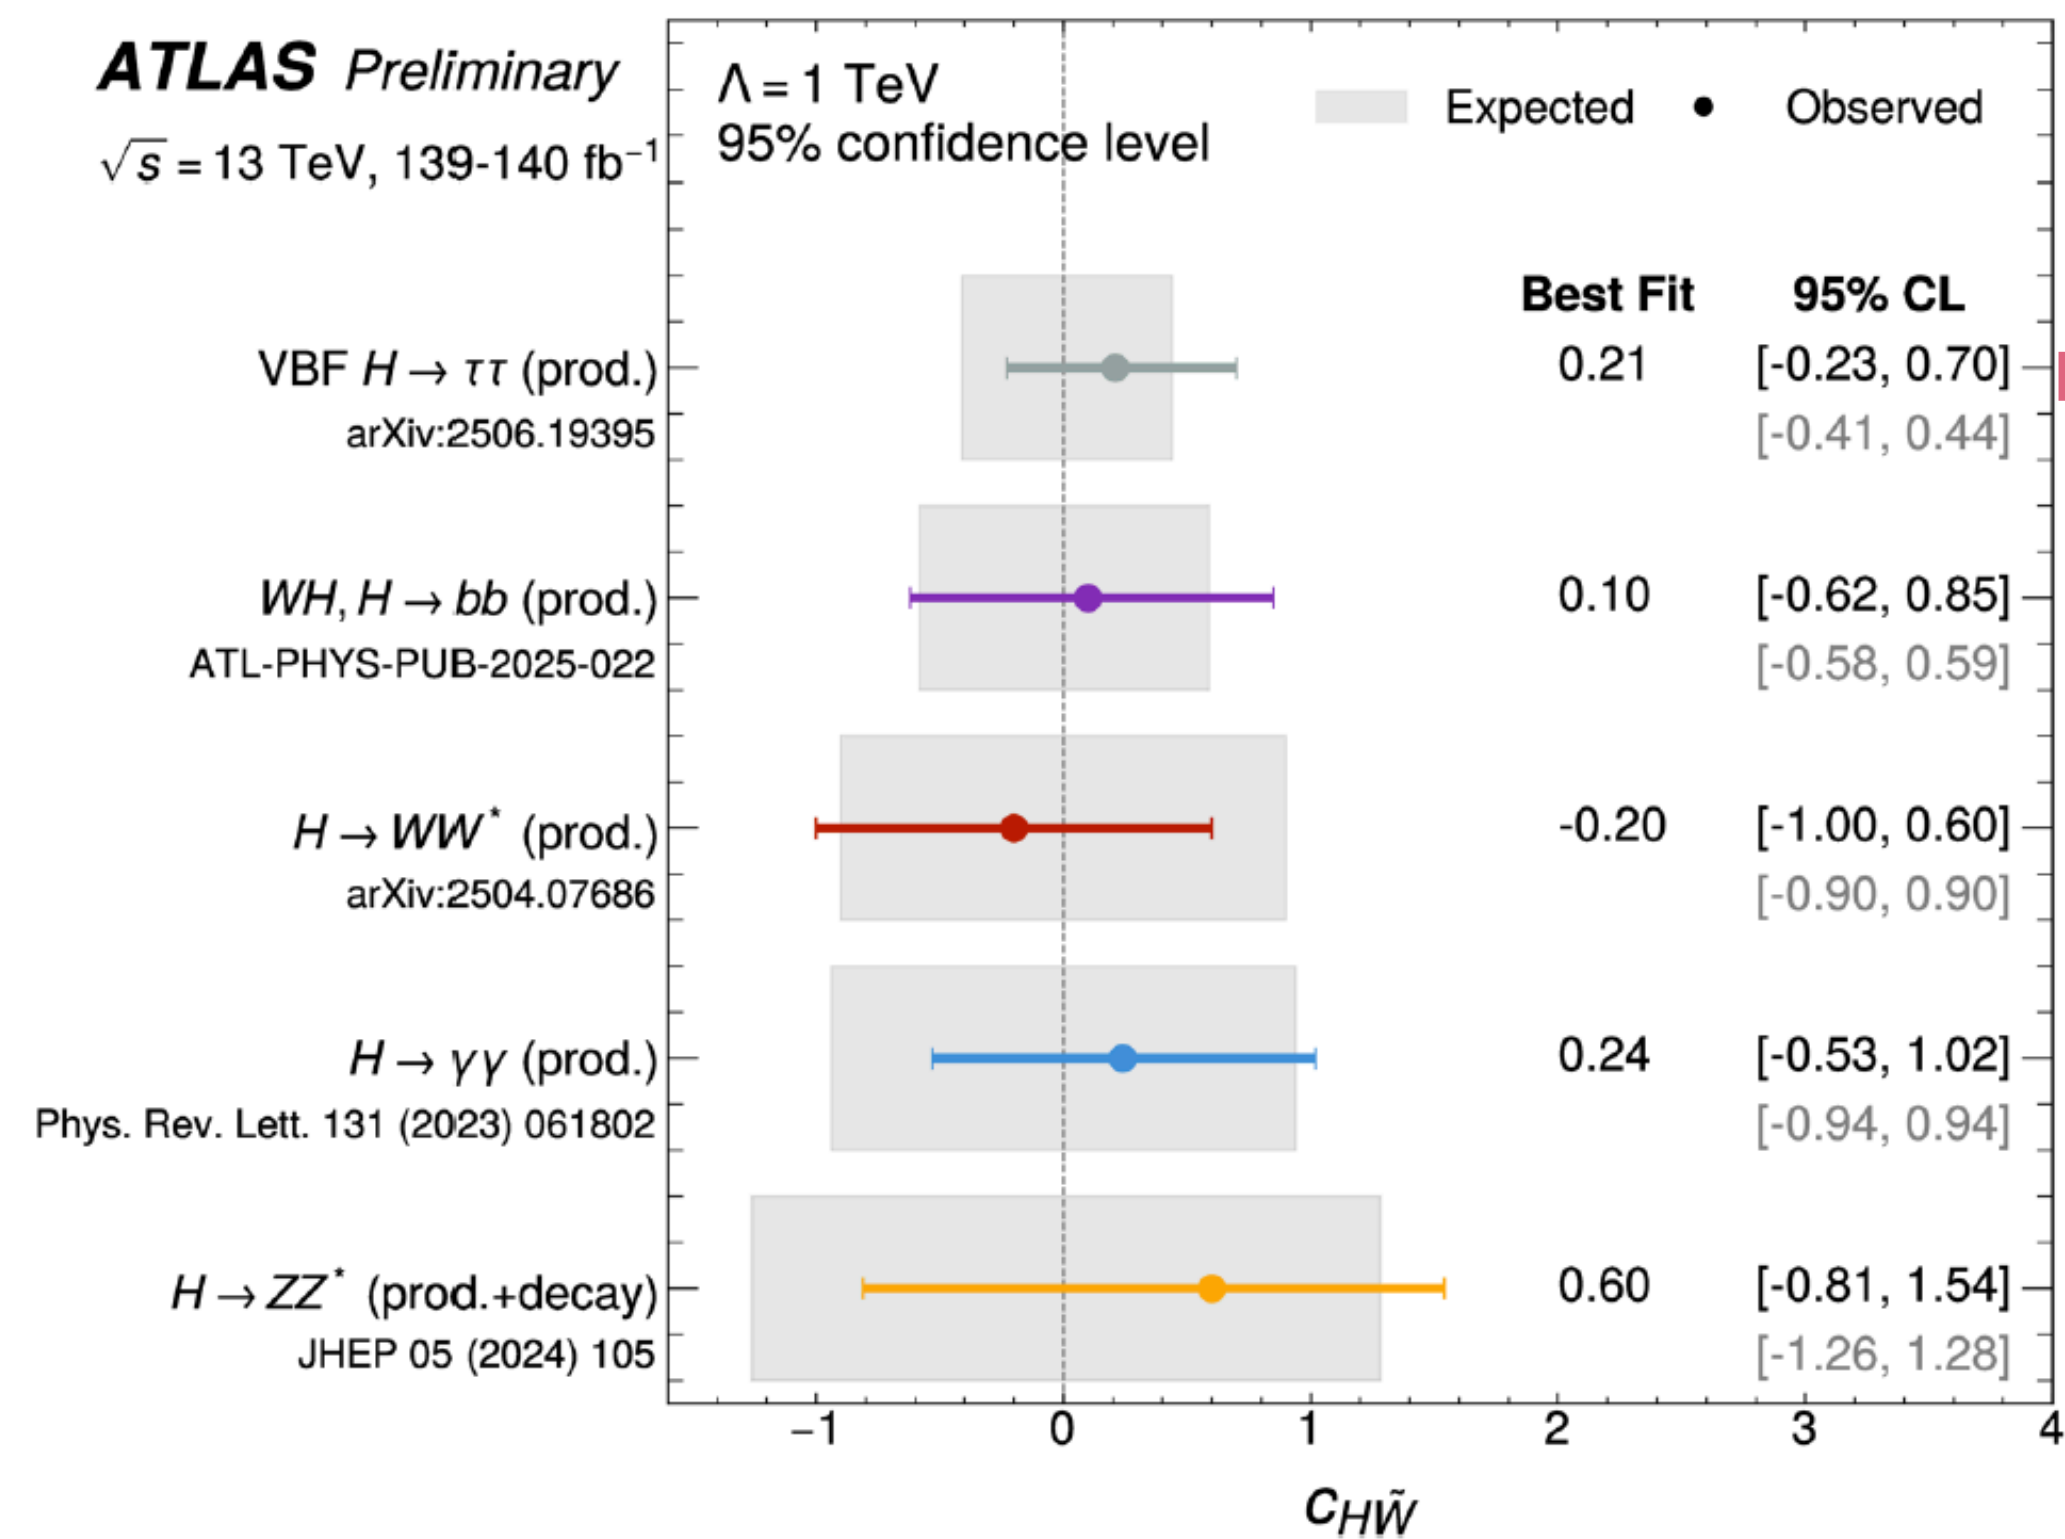 ATLAS Preliminary
√s = 13 TeV, 139-140 fb⁻¹
Λ = 1 TeV
95% confidence level
Expected Observed
Best Fit 95% CL
VBF H → ττ (prod.) 0.21 [-0.23, 0.70]
arXiv:2506.19395 [-0.41, 0.44]
WH, H → bb (prod.) 0.10 [-0.62, 0.85]
ATL-PHYS-PUB-2025-022 [-0.58, 0.59]
H → WW* (prod.) -0.20 [-1.00, 0.60]
arXiv:2504.07686 [-0.90, 0.90]
H → γγ (prod.) 0.24 [-0.53, 1.02]
Phys. Rev. Lett. 131 (2023) 061802 [-0.94, 0.94]
H → ZZ* (prod.+decay) 0.60 [-0.81, 1.54]
JHEP 05 (2024) 105 [-1.26, 1.28]
−1 0 1 2 3 4
c_{HW̃}